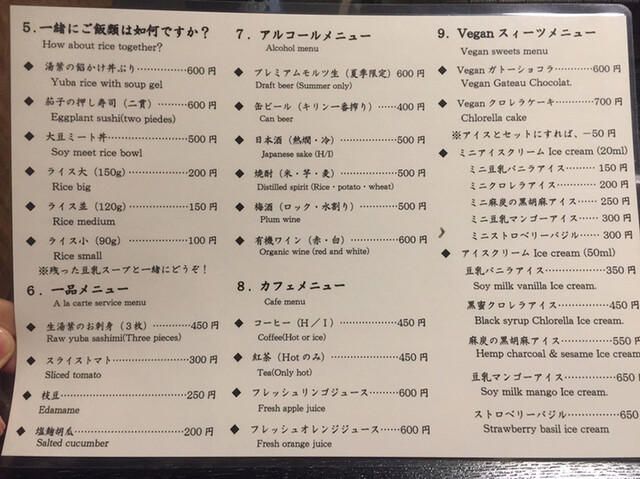 5.一緒にご飯類は如何ですか？
How about rice together?
◆ 湯葉の餡かけ丼ぶり……………600円
Yuba rice with soup gel
◆ 茄子の押し寿司（二貫）………600円
Eggplant sushi(two piedes)
◆ 大豆ミート丼……………………500円
Soy meet rice bowl
◆ ライス大（150g）………………200円
Rice big
◆ ライス並（120g）………………150円
Rice medium
◆ ライス小（90g）………………100円
Rice small
※残った豆乳スープと一緒にどうぞ！
6．一品メニュー
A la carte service menu
◆ 生湯葉のお刺身（３枚）………450円
Raw yuba sashimi(Three pieces)
◆ スライストマト…………………300円
Sliced tomato
◆ 枝豆………………………………250円
Edamame
◆ 塩麹胡瓜…………………………200円
Salted cucumber
7．アルコールメニュー
Alcohol menu
◆ プレミアムモルツ生（夏季限定）600円
Draft beer (Summer only)
◆ 缶ビール（キリン一番搾り）……400円
Can beer
◆ 日本酒（熱燗・冷）………………500円
Japanese sake (H/I)
◆ 焼酎（米・芋・麦）………………500円
Distilled spirit (Rice・potato・wheat)
◆ 梅酒（ロック・水割り）…………500円
Plum wine
◆ 有機ワイン（赤・白）……………600円
Organic wine (red and white)
8．カフェメニュー
Cafe menu
◆ コーヒー（Ｈ／Ｉ）………………450円
Coffee(Hot or ice)
◆ 紅茶（Hotのみ）…………………450円
Tea(Only hot)
◆ フレッシュリンゴジュース………600円
Fresh apple juice
◆ フレッシュオレンジジュース……600円
Fresh orange juice
9．Veganスィーツメニュー
Vegan sweets menu
◆ Veganガトーショコラ……………600円
Vegan Gateau Chocolat.
◆ Veganクロレラケーキ……………700円
Chlorella cake
※アイスとセットにすれば、－50円
◆ ミニアイスクリーム Ice cream (20ml)
ミニ豆乳バニラアイス………150円
ミニクロレラアイス…………200円
ミニ麻炭の黒胡麻アイス……250円
ミニ豆乳マンゴーアイス……300円
ミニストロベリーバジル……300円
◆ アイスクリーム Ice cream (50ml)
豆乳バニラアイス……………350円
Soy milk vanilla Ice cream.
黒蜜クロレラアイス…………450円
Black syrup Chlorella Ice cream.
麻炭の黒胡麻アイス…………550円
Hemp charcoal & sesame Ice cream
豆乳マンゴーアイス…………650
Soy milk mango Ice cream.
ストロベリーバジル…………650
Strawberry basil ice cream